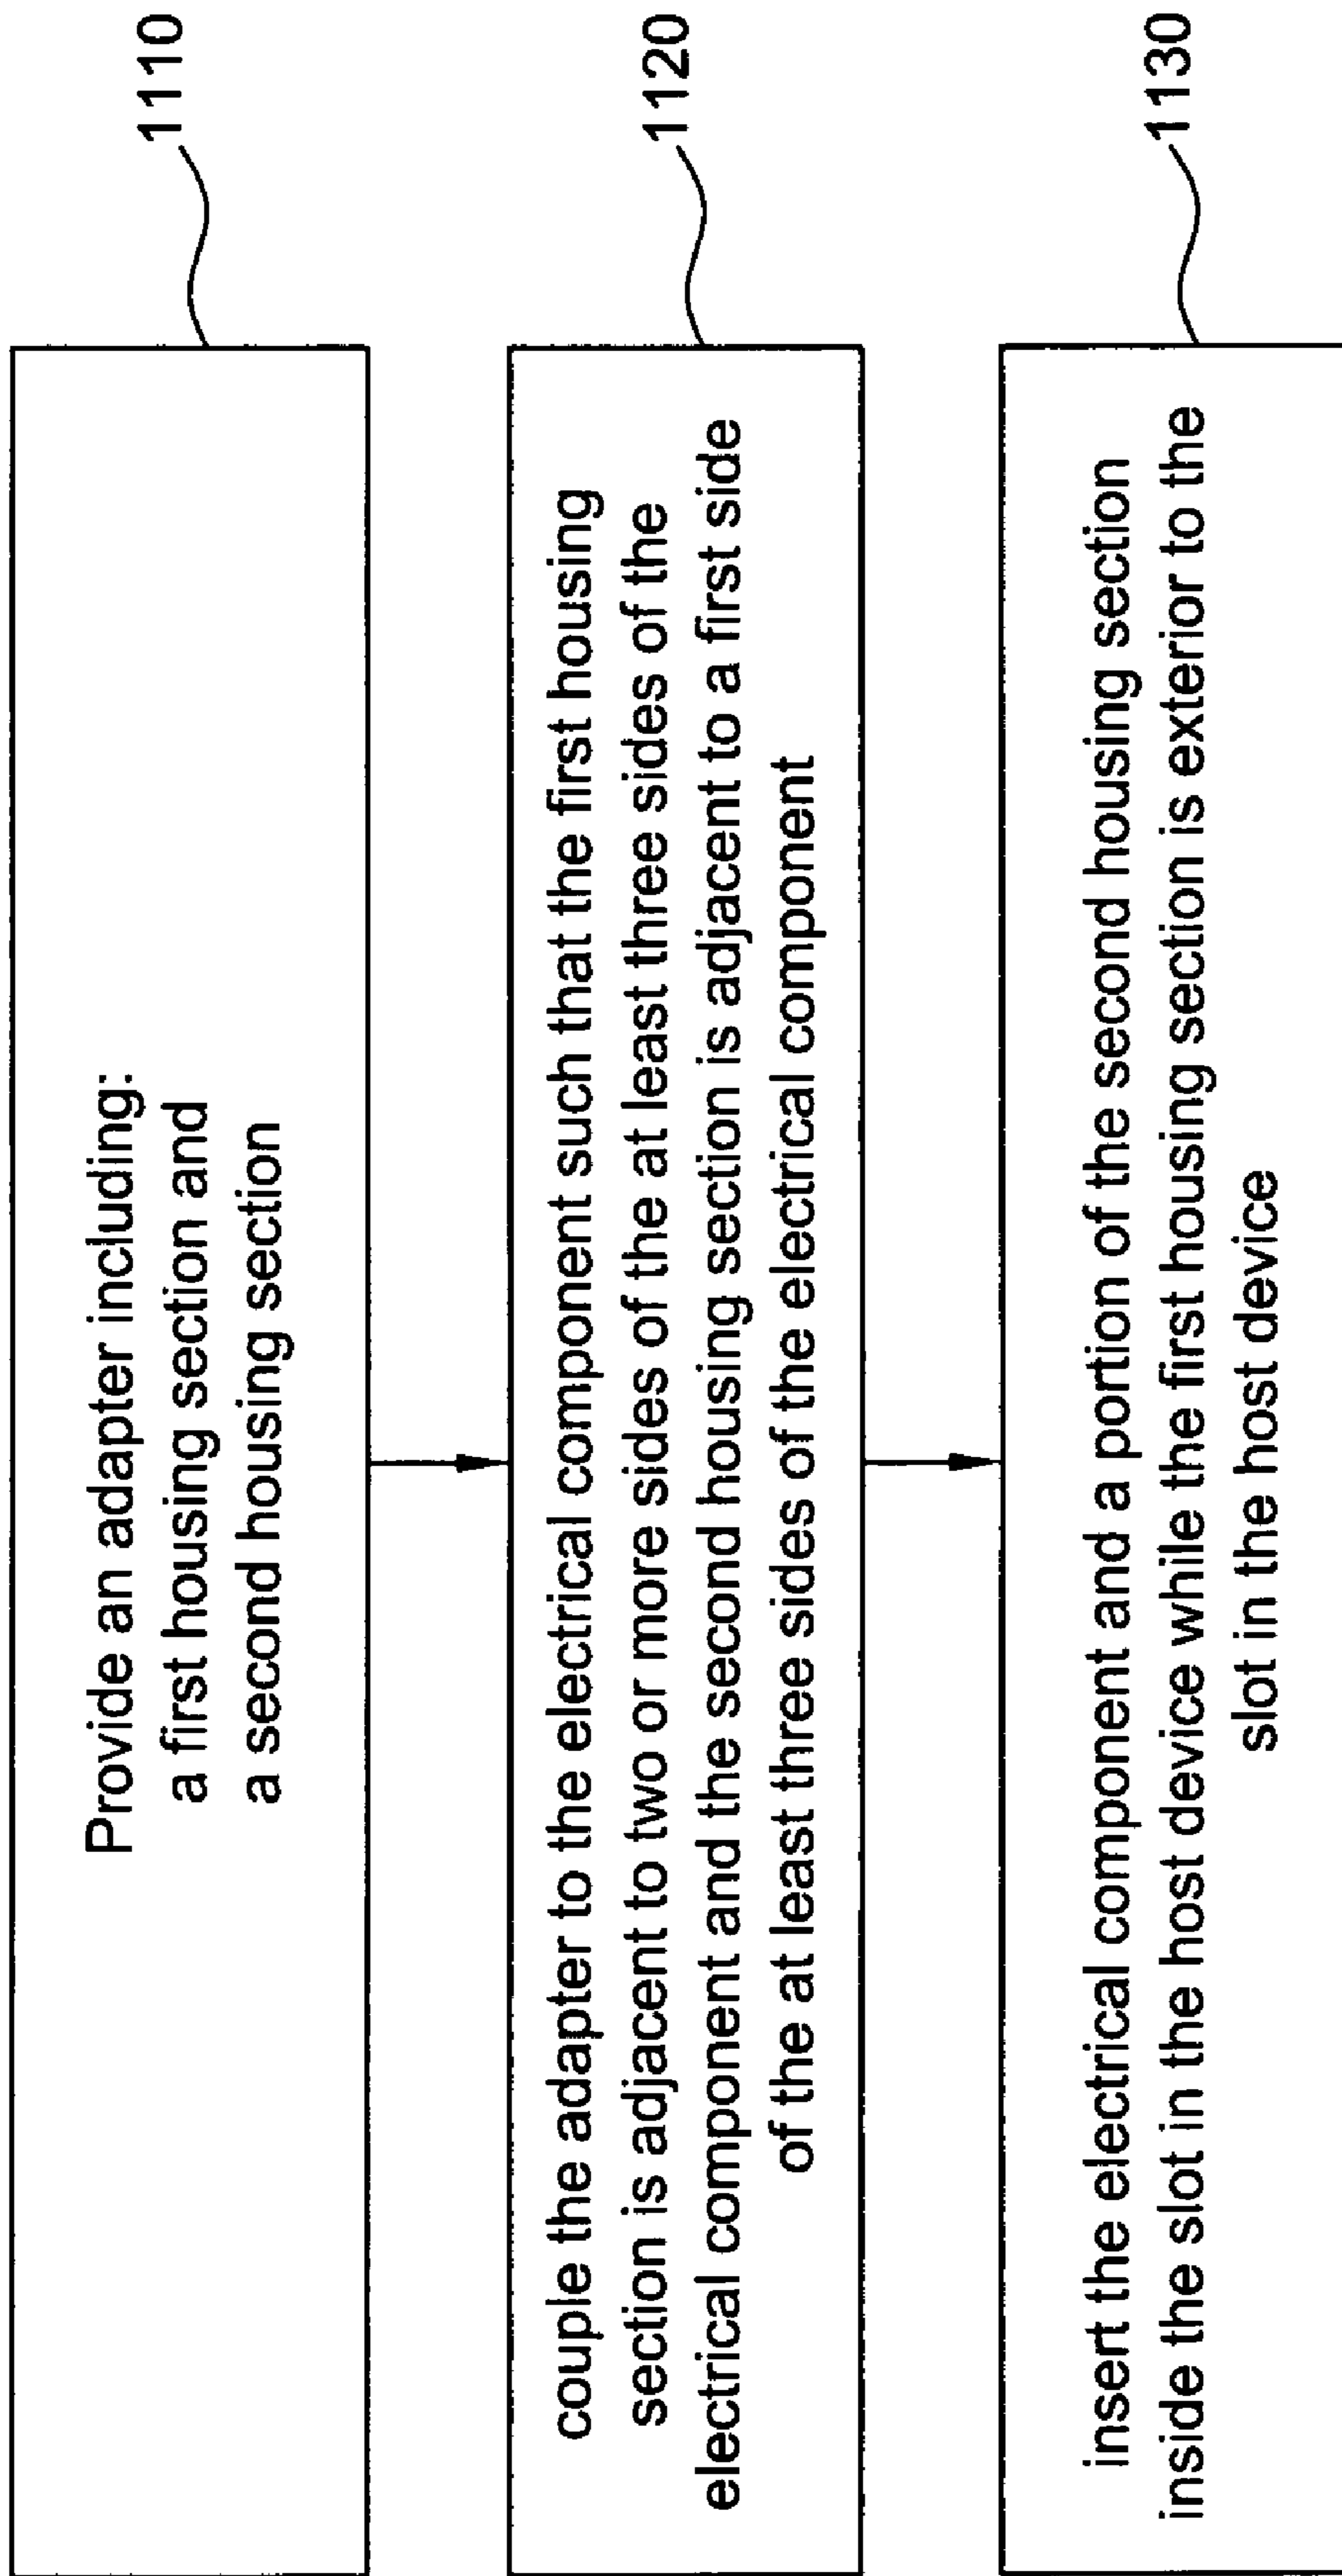 Provide an adapter including:
a first housing section and
a second housing section
1110
couple the adapter to the electrical component such that the first housing
section is adjacent to two or more sides of the at least three sides of the
electrical component and the second housing section is adjacent to a first side
of the at least three sides of the electrical component
1120
insert the electrical component and a portion of the second housing section
inside the slot in the host device while the first housing section is exterior to the
slot in the host device
1130